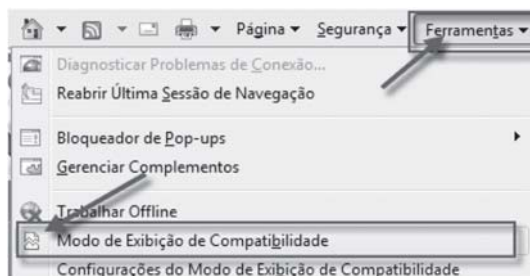 Página Segurança Ferramentas
Diagnosticar Problemas de Conexão...
Reabrir Última Sessão de Navegação
Bloqueador de Pop-ups
Gerenciar Complementos
Trabalhar Offline
Modo de Exibição de Compatibilidade
Configurações do Modo de Exibição de Compatibilidade